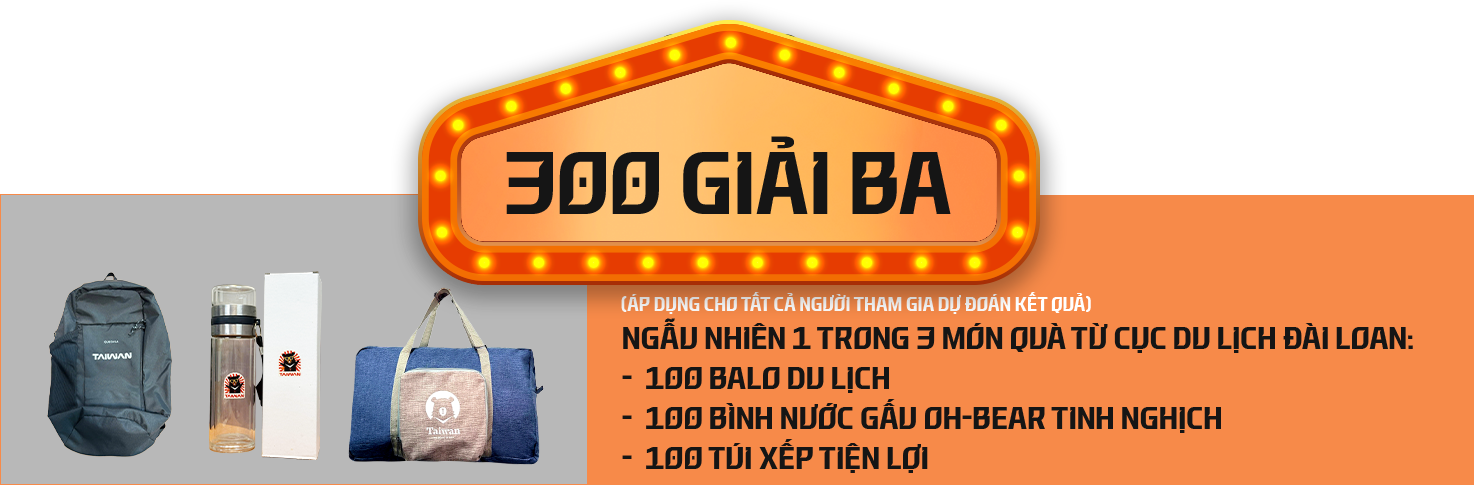 300 GIẢI BA
(ÁP DỤNG CHO TẤT CẢ NGƯỜI THAM GIA DỰ ĐOÁN KẾT QUẢ)
NGẪU NHIÊN 1 TRONG 3 MÓN QUÀ TỪ CỤC DU LỊCH ĐÀI LOAN:
- 100 BALO DU LỊCH
- 100 BÌNH NƯỚC GẤU OH-BEAR TINH NGHỊCH
- 100 TÚI XẾP TIỆN LỢI
TAIWAN
TAIWAN
TAIWAN
Taiwan